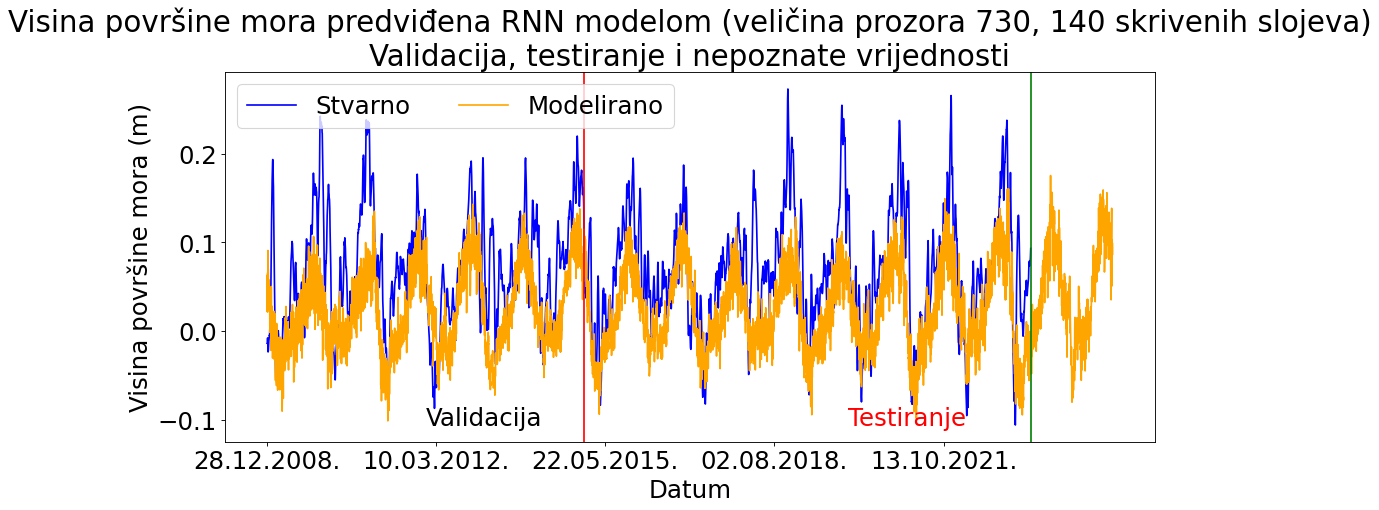 Visina površine mora predviđena RNN modelom (veličina prozora 730, 140 skrivenih slojeva)
Validacija, testiranje i nepoznate vrijednosti
Stvarno Modelirano
Visina površine mora (m)
0.2
0.1
0.0
−0.1
Validacija Testiranje
28.12.2008. 10.03.2012. 22.05.2015. 02.08.2018. 13.10.2021.
Datum